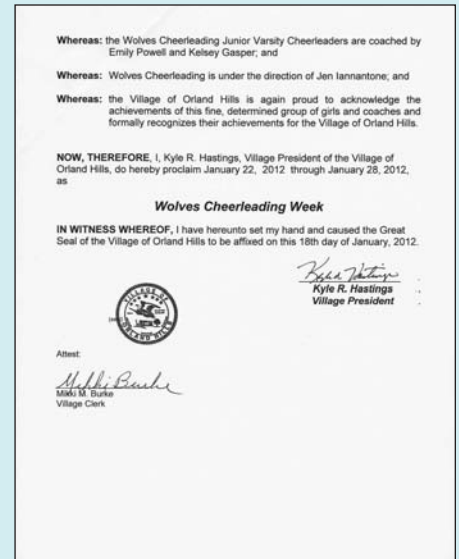 Whereas: the Wolves Cheerleading Junior Varsity Cheerleaders are coached by
Emily Powell and Kelsey Gasper; and
Whereas: Wolves Cheerleading is under the direction of Jen Iannantone; and
Whereas: the Village of Orland Hills is again proud to acknowledge the
achievements of this fine, determined group of girls and coaches and
formally recognizes their achievements for the Village of Orland Hills.
NOW, THEREFORE, I, Kyle R. Hastings, Village President of the Village of
Orland Hills, do hereby proclaim January 22, 2012 through January 28, 2012,
as
Wolves Cheerleading Week
IN WITNESS WHEREOF, I have hereunto set my hand and caused the Great
Seal of the Village of Orland Hills to be affixed on this 18th day of January, 2012.
Kyle R. Hastings
Village President
VILLAGE OF
ORLAND HILLS
Attest:
Mikki Burke
Mikki M. Burke
Village Clerk